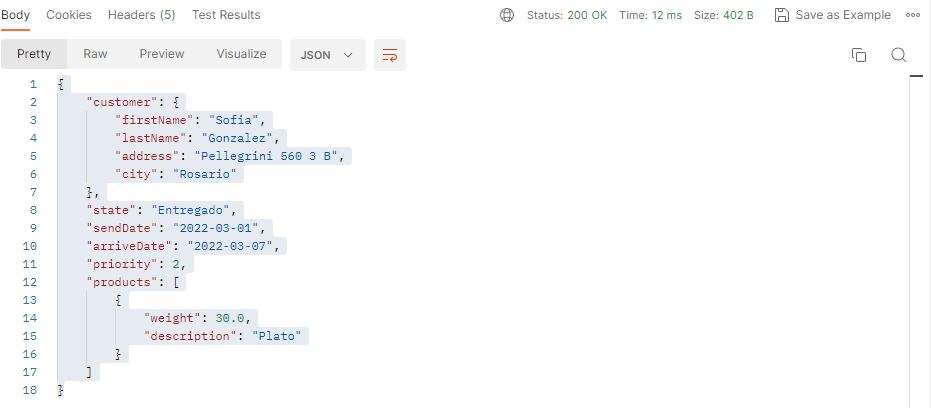 Body Cookies Headers (5) Test Results Status: 200 OK Time: 12 ms Size: 402 B Save as Example
Pretty Raw Preview Visualize JSON
1 {
2 "customer": {
3 "firstName": "Sofia",
4 "lastName": "Gonzalez",
5 "address": "Pellegrini 560 3 B",
6 "city": "Rosario"
7 },
8 "state": "Entregado",
9 "sendDate": "2022-03-01",
10 "arriveDate": "2022-03-07",
11 "priority": 2,
12 "products": [
13 {
14 "weight": 30.0,
15 "description": "Plato"
16 }
17 ]
18 }